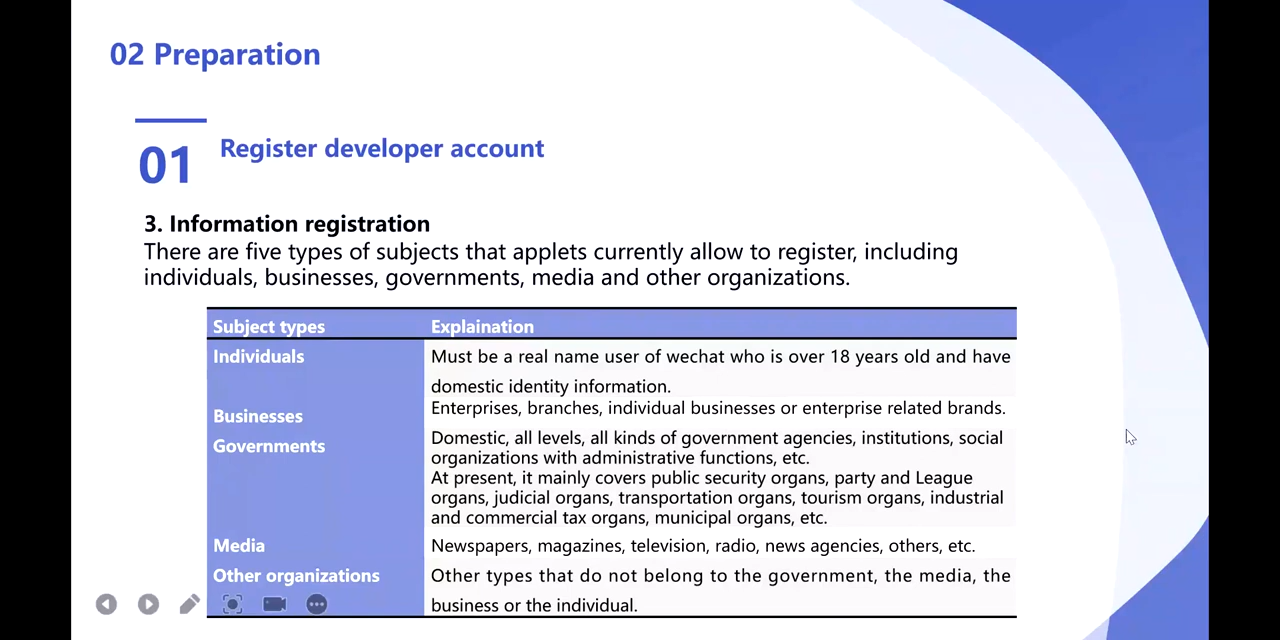 02 Preparation
01
Register developer account
3. Information registration
There are five types of subjects that applets currently allow to register, including
individuals, businesses, governments, media and other organizations.
Subject types
Explaination
Individuals
Must be a real name user of wechat who is over 18 years old and have
domestic identity information.
Businesses
Enterprises, branches, individual businesses or enterprise related brands.
Governments
Domestic, all levels, all kinds of government agencies, institutions, social
organizations with administrative functions, etc.
At present, it mainly covers public security organs, party and League
organs, judicial organs, transportation organs, tourism organs, industrial
and commercial tax organs, municipal organs, etc.
Media
Newspapers, magazines, television, radio, news agencies, others, etc.
Other organizations
Other types that do not belong to the government, the media, the
business or the individual.